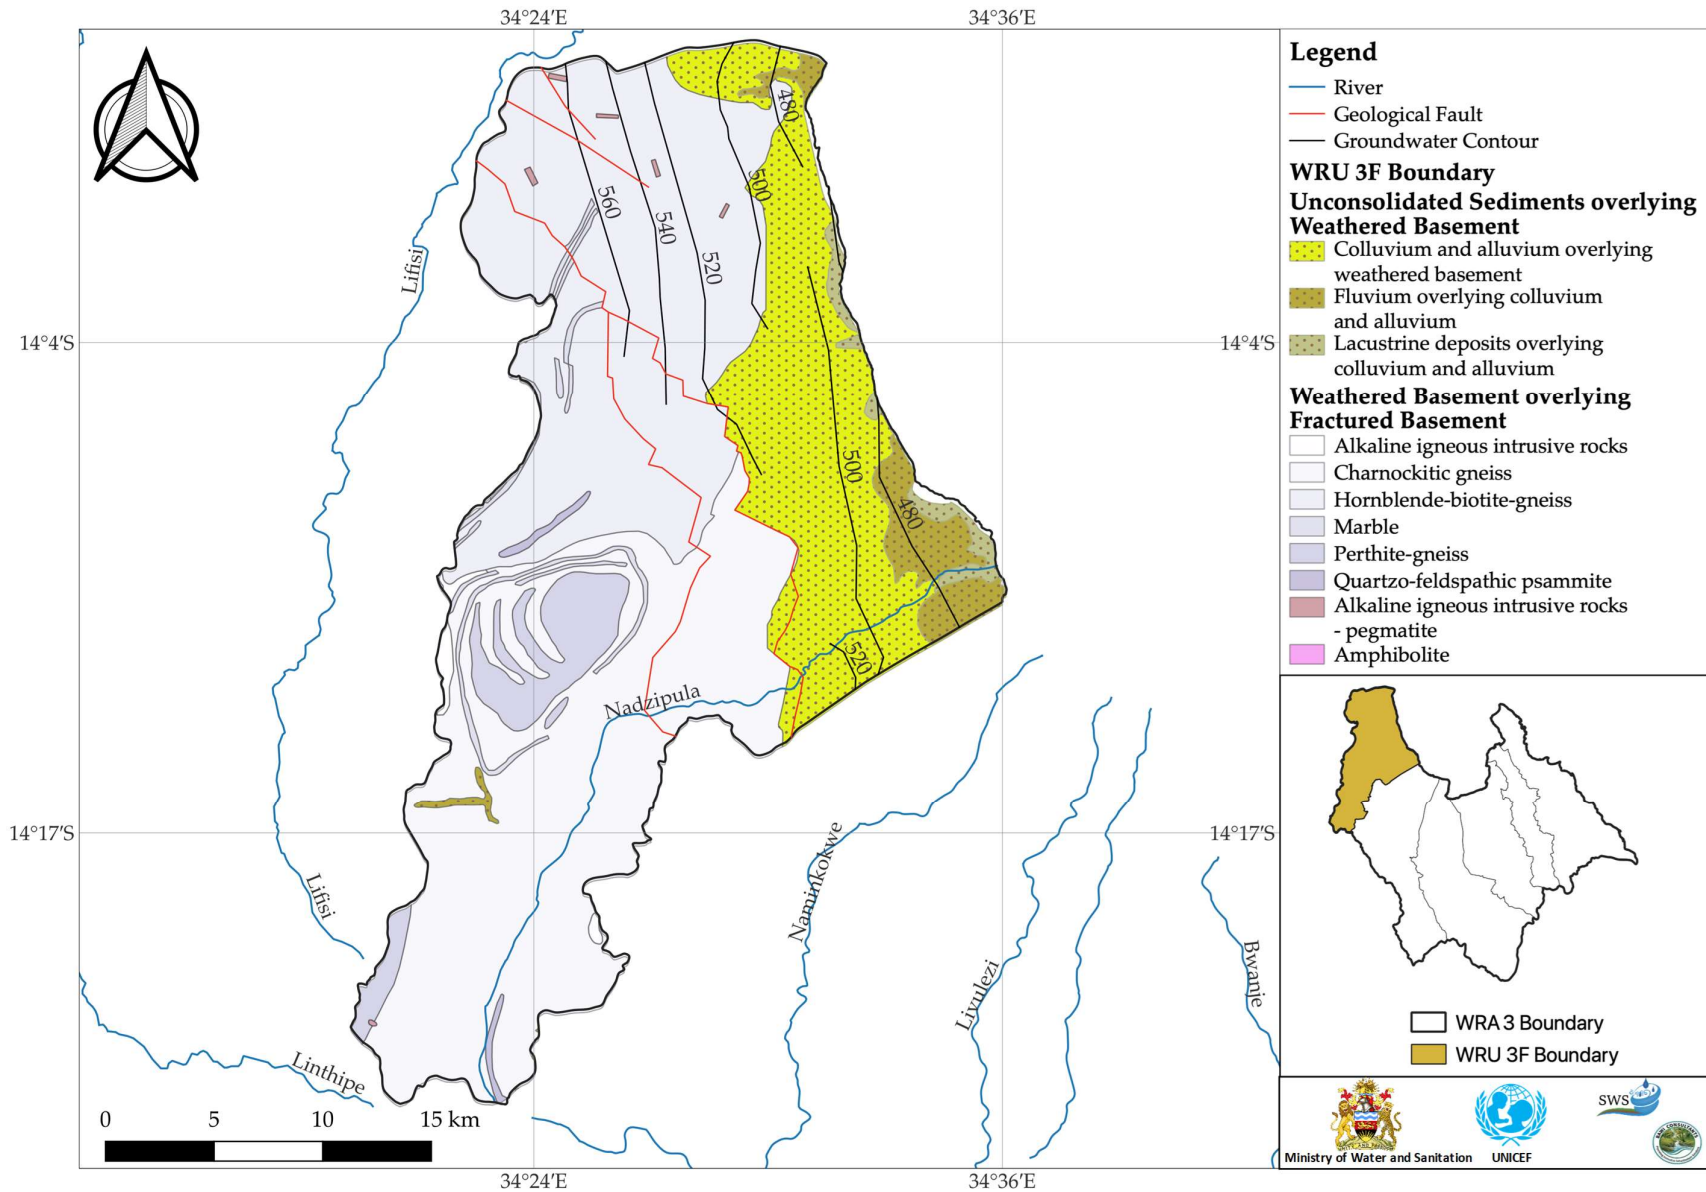 34°24′E
34°36′E
Legend
River
Geological Fault
Groundwater Contour
WRU 3F Boundary
Unconsolidated Sediments overlying
Weathered Basement
Colluvium and alluvium overlying
weathered basement
Fluvium overlying colluvium
and alluvium
Lacustrine deposits overlying
colluvium and alluvium
Weathered Basement overlying
Fractured Basement
Alkaline igneous intrusive rocks
Charnockitic gneiss
Hornblende-biotite-gneiss
Marble
Perthite-gneiss
Quartzo-feldspathic psammite
Alkaline igneous intrusive rocks
- pegmatite
Amphibolite
480
500
560
540
520
Lifisi
14°4′S
14°4′S
500
480
520
Nadzipula
14°17′S
14°17′S
Naminkokwe
Lifisi
Livulezi
Bwanje
Linthipe
0 5 10 15 km
34°24′E
34°36′E
WRA 3 Boundary
WRU 3F Boundary
SWS
Ministry of Water and Sanitation
UNICEF